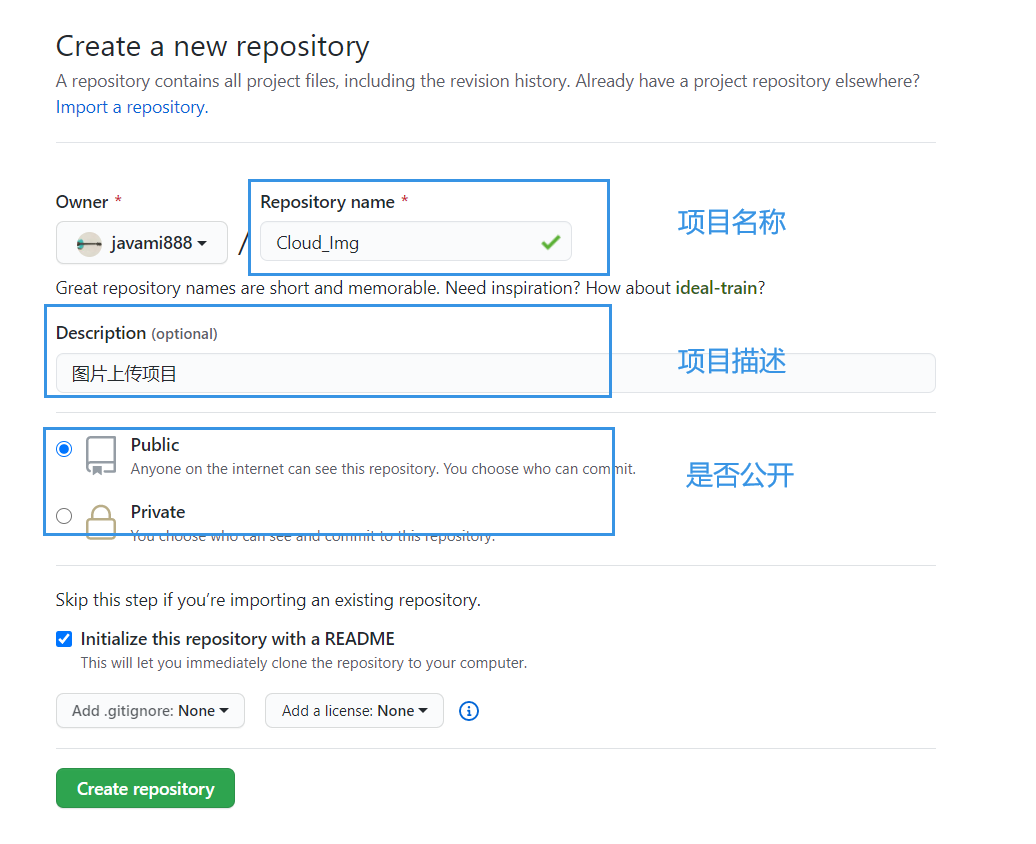 Create a new repository
A repository contains all project files, including the revision history. Already have a project repository elsewhere?
Import a repository.
Owner *
Repository name *
项目名称
javami888
/
Cloud_Img
Great repository names are short and memorable. Need inspiration? How about ideal-train?
Description (optional)
项目描述
图片上传项目
Public
Anyone on the internet can see this repository. You choose who can commit.
是否公开
Private
You choose who can see and commit to this repository.
Skip this step if you’re importing an existing repository.
Initialize this repository with a README
This will let you immediately clone the repository to your computer.
Add .gitignore: None
Add a license: None
Create repository